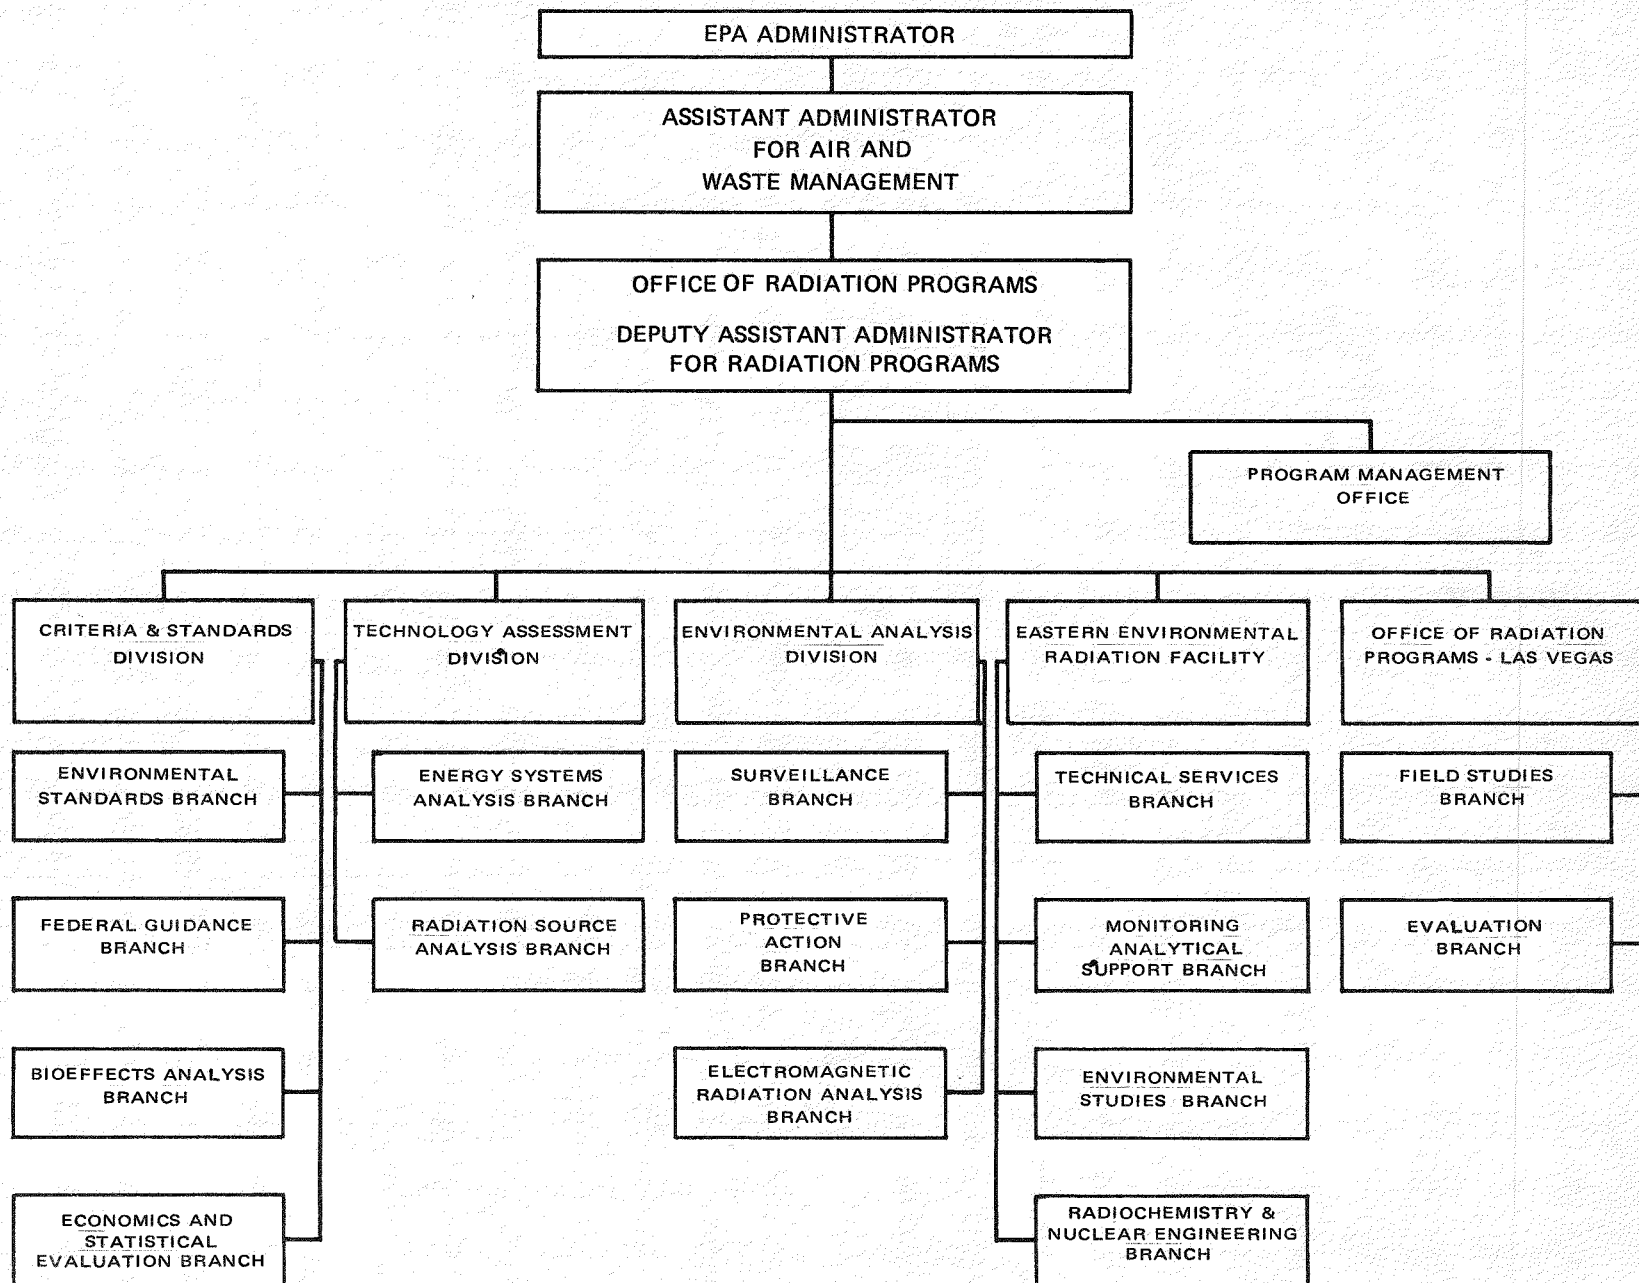 EPA ADMINISTRATOR
ASSISTANT ADMINISTRATOR
FOR AIR AND
WASTE MANAGEMENT
OFFICE OF RADIATION PROGRAMS
DEPUTY ASSISTANT ADMINISTRATOR
FOR RADIATION PROGRAMS
PROGRAM MANAGEMENT
OFFICE
CRITERIA & STANDARDS
DIVISION
TECHNOLOGY ASSESSMENT
DIVISION
ENVIRONMENTAL ANALYSIS
DIVISION
EASTERN ENVIRONMENTAL
RADIATION FACILITY
OFFICE OF RADIATION
PROGRAMS - LAS VEGAS
ENVIRONMENTAL
STANDARDS BRANCH
ENERGY SYSTEMS
ANALYSIS BRANCH
SURVEILLANCE
BRANCH
TECHNICAL SERVICES
BRANCH
FIELD STUDIES
BRANCH
FEDERAL GUIDANCE
BRANCH
RADIATION SOURCE
ANALYSIS BRANCH
PROTECTIVE
ACTION
BRANCH
MONITORING
ANALYTICAL
SUPPORT BRANCH
EVALUATION
BRANCH
BIOEFFECTS ANALYSIS
BRANCH
ELECTROMAGNETIC
RADIATION ANALYSIS
BRANCH
ENVIRONMENTAL
STUDIES BRANCH
ECONOMICS AND
STATISTICAL
EVALUATION BRANCH
RADIOCHEMISTRY &
NUCLEAR ENGINEERING
BRANCH